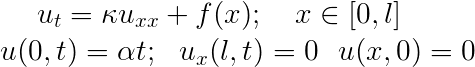 u_t = κu_{xx} + f(x);   x ∈ [0, l]
u(0, t) = αt;   u_x(l, t) = 0   u(x, 0) = 0